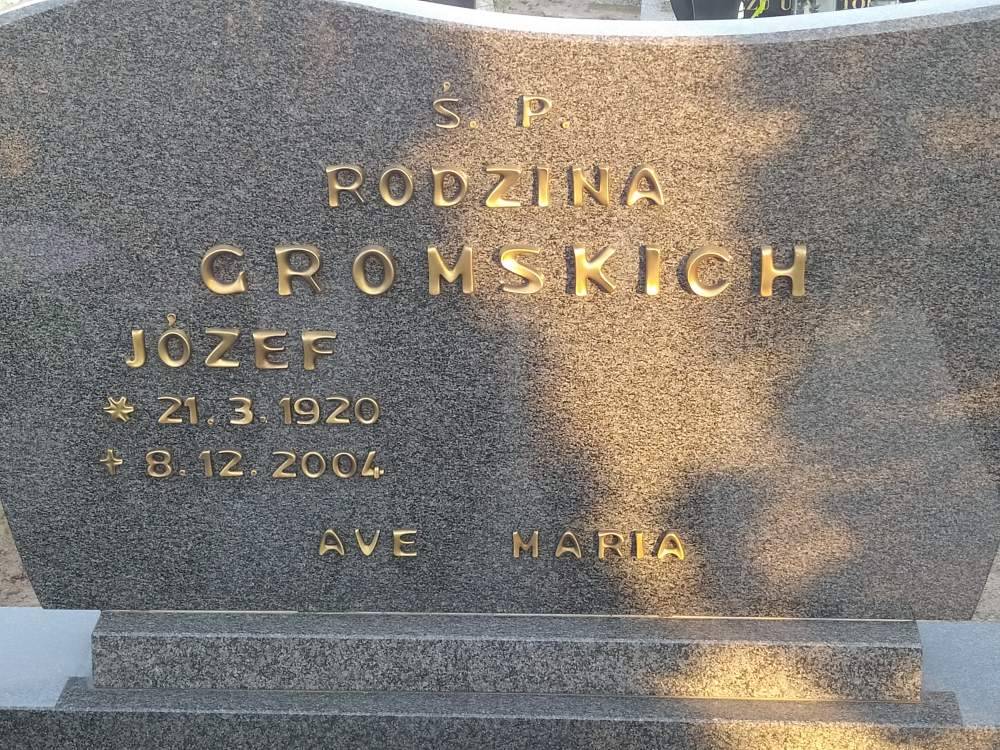 Ś. P.
RODZINA
GROMSKICH
JÓZEF
* 21. 3. 1920
+ 8. 12. 2004
AVE MARIA